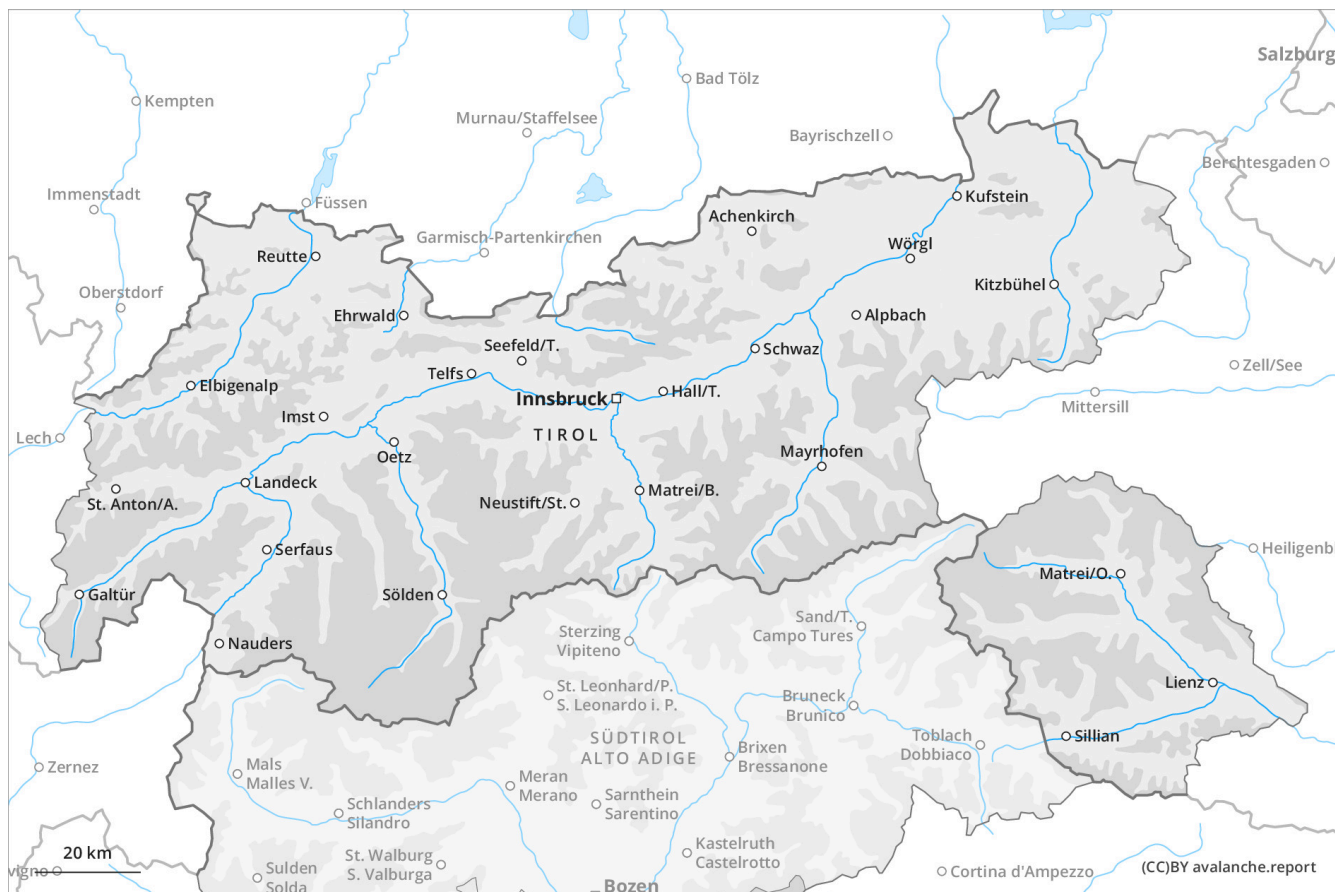 Salzburg
Bad Tölz
Kempten
Murnau/Staffelsee
Bayrischzell
Berchtesgaden
Immenstadt
Füssen
Kufstein
Achenkirch
Garmisch-Partenkirchen
Wörgl
Reutte
Kitzbühel
Oberstdorf
Ehrwald
Alpbach
Seefeld/T.
Schwaz
Telfs
Zell/See
Elbigenalp
Innsbruck
Hall/T.
Mittersill
Imst
Lech
TIROL
Oetz
Mayrhofen
Landeck
St. Anton/A.
Neustift/St.
Matrei/B.
Serfaus
Heiligenb
Matrei/O.
Galtür
Sölden
Sand/T.
Campo Tures
Sterzing
Vipiteno
Nauders
Lienz
St. Leonhard/P.
S. Leonardo i. P.
Bruneck
Brunico
Toblach
Dobbiaco
Sillian
SÜDTIROL
ALTO ADIGE
Brixen
Bressanone
Zernez
Mals
Malles V.
Meran
Merano
Schlanders
Silandro
Sarnthein
Sarentino
Kastelruth
Castelrotto
20 km
St. Walburg
S. Valburga
vigno
Sulden
Solda
Cortina d'Ampezzo
(CC)BY avalanche.report
Bozen